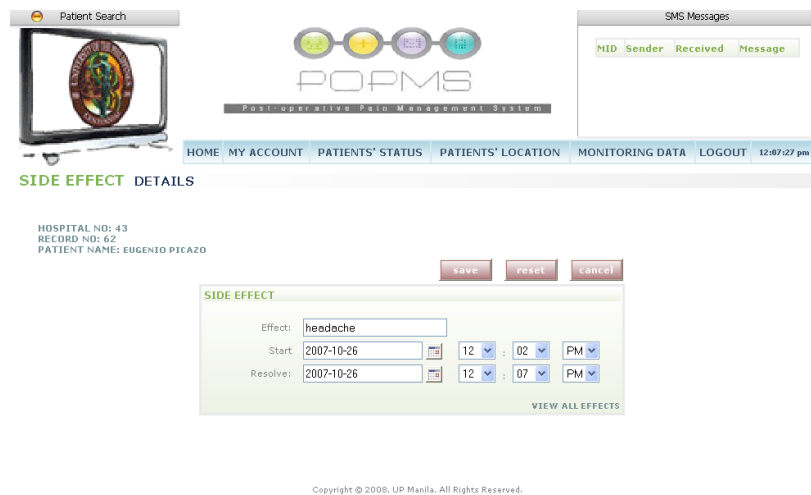 Patient Search
SMS Messages
MID Sender Received Message
POPMS
Post-operative Pain Management System
HOME MY ACCOUNT PATIENTS' STATUS PATIENTS' LOCATION MONITORING DATA LOGOUT 12:07:27 pm
SIDE EFFECT DETAILS
HOSPITAL NO: 43
RECORD NO: 62
PATIENT NAME: EUGENIO PICAZO
save reset cancel
SIDE EFFECT
Effect: headache
Start 2007-10-26 12 : 02 PM
Resolve: 2007-10-26 12 : 07 PM
VIEW ALL EFFECTS
Copyright © 2008. UP Manila. All Rights Reserved.